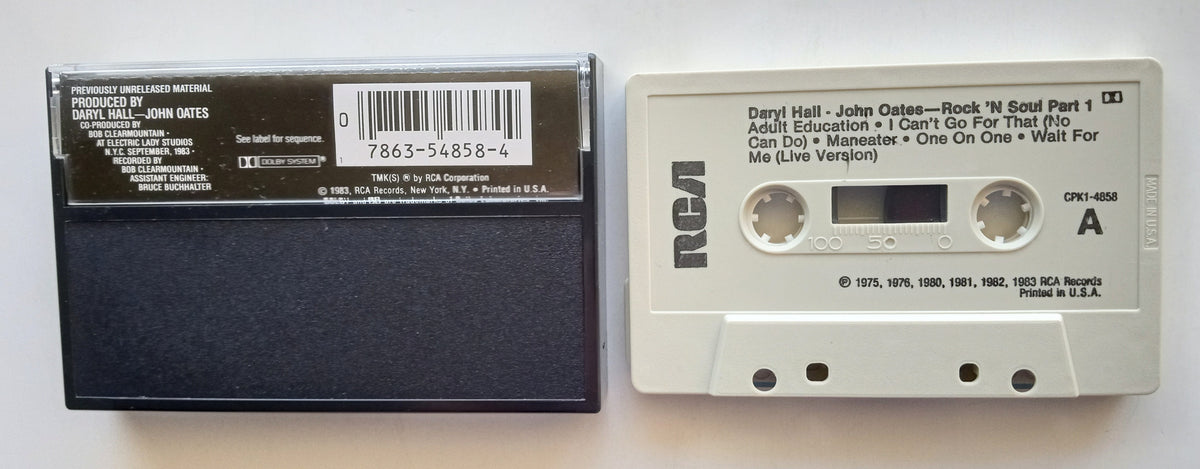 PREVIOUSLY UNRELEASED MATERIAL
PRODUCED BY
DARYL HALL—JOHN OATES
CO-PRODUCED BY
BOB CLEARMOUNTAIN •
AT ELECTRIC LADY STUDIOS
N.Y.C. SEPTEMBER, 1983 •
RECORDED BY
BOB CLEARMOUNTAIN •
ASSISTANT ENGINEER:
BRUCE BUCHHALTER
See label for sequence.
DOLBY SYSTEM®
0
7863-54858-4
1
TMK(S) ® by RCA Corporation
© 1983, RCA Records, New York, N.Y. • Printed in U.S.A.
Daryl Hall • John Oates—Rock 'N Soul Part 1
Adult Education • I Can't Go For That (No
Can Do) • Maneater • One On One • Wait For
Me (Live Version)
RCA
CPK1-4858
A
100 50 0
MADE IN U.S.A.
℗ 1975, 1976, 1980, 1981, 1982, 1983 RCA Records
Printed in U.S.A.